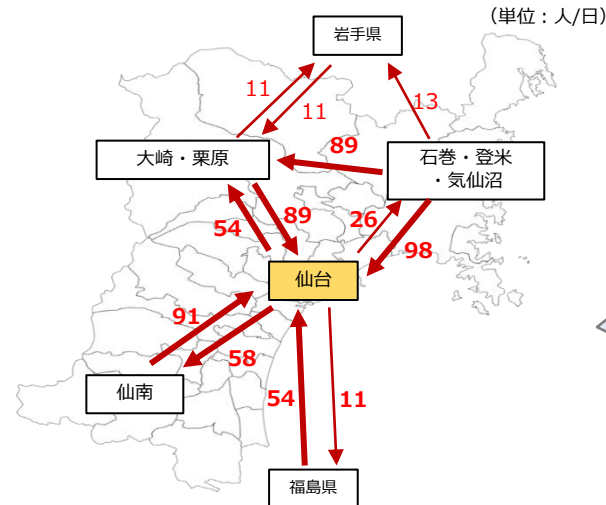 (単位：人/日)
岩手県
11
11
13
大崎・栗原
89
石巻・登米
・気仙沼
54
89
26
98
仙台
91
58
仙南
54
11
福島県